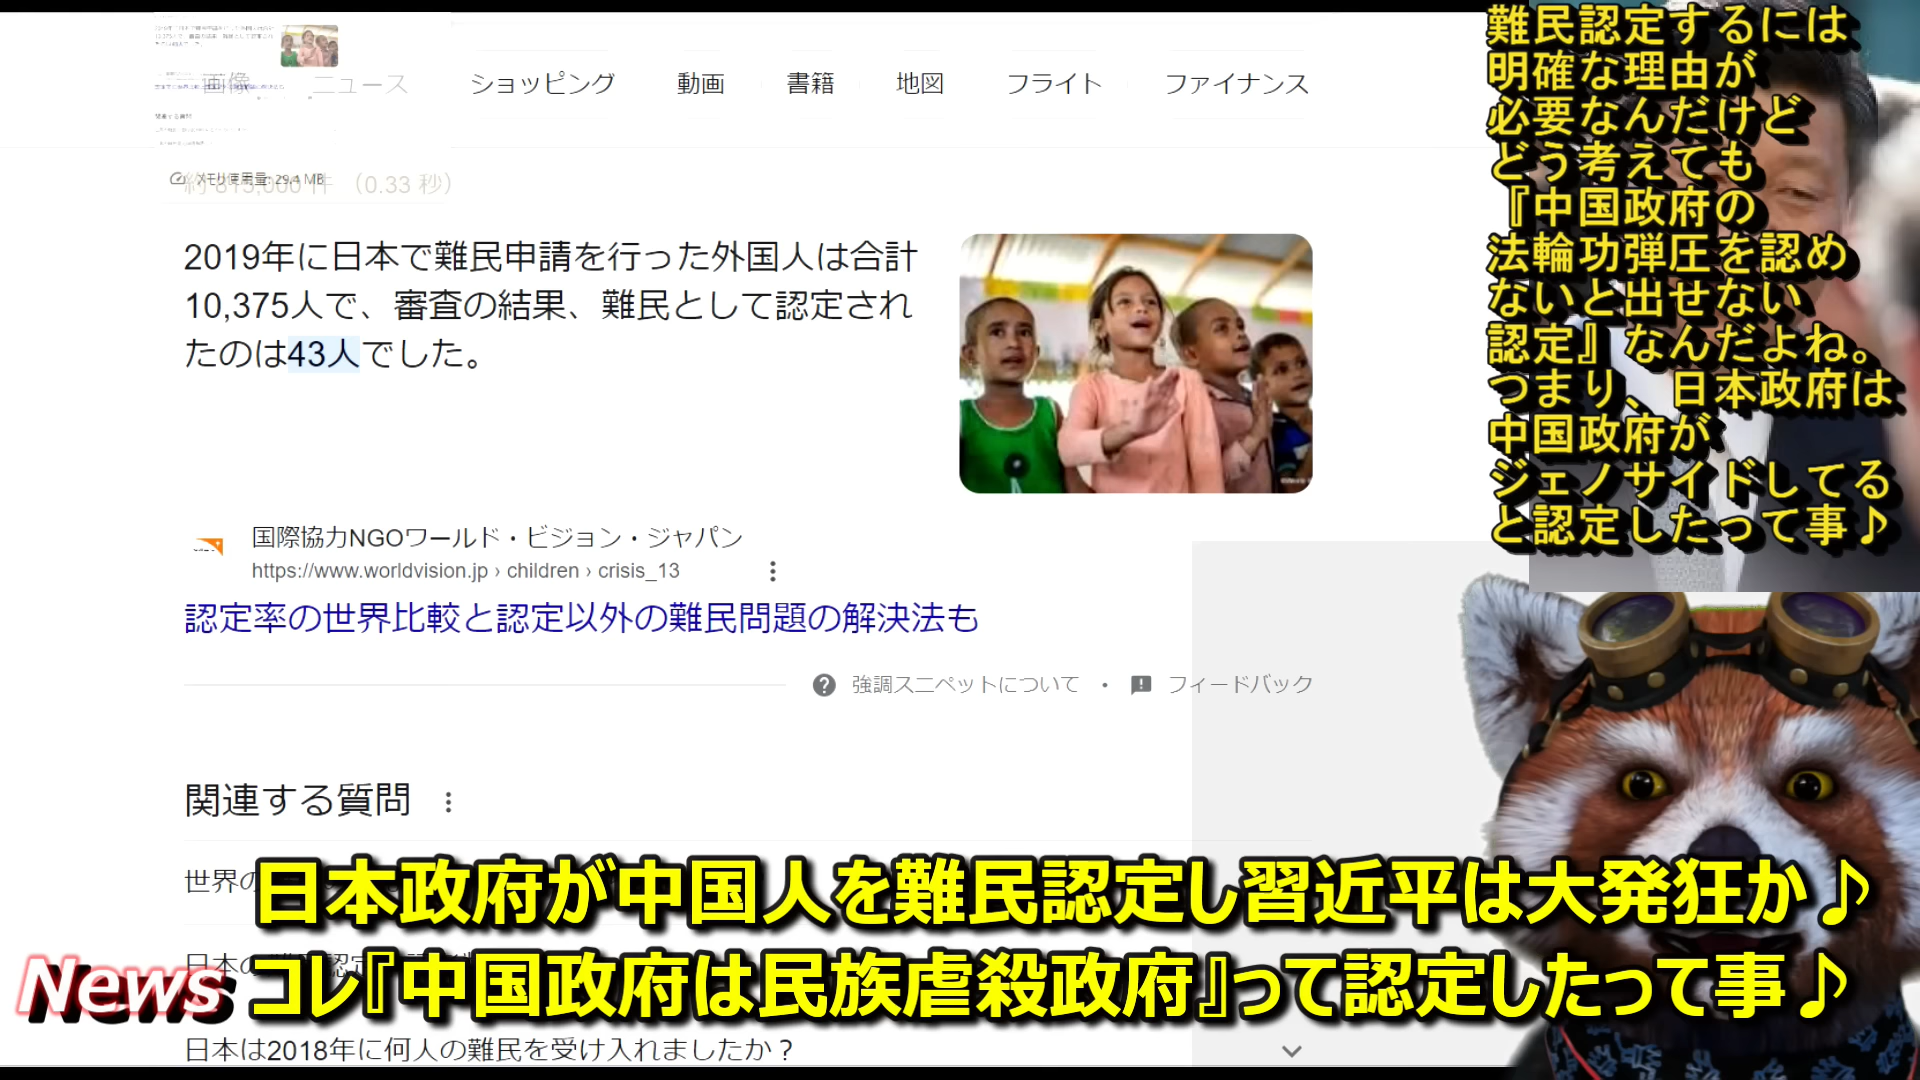 画像
ニュース
ショッピング
動画
書籍
地図
フライト
ファイナンス
メモリ使用量: 29.4 MB
約 815,000 件 （0.33 秒）
2019年に日本で難民申請を行った外国人は合計
10,375人で、審査の結果、難民として認定され
たのは43人でした。
国際協力NGOワールド・ビジョン・ジャパン
https://www.worldvision.jp › children › crisis_13
認定率の世界比較と認定以外の難民問題の解決法も
強調スニペットについて
・
フィードバック
関連する質問
世界の
日本の
日本は2018年に何人の難民を受け入れましたか？
難民認定するには
明確な理由が
必要なんだけど
どう考えても
『中国政府の
法輪功弾圧を認め
ないと出せない
認定』なんだよね。
つまり、日本政府は
中国政府が
ジェノサイドしてる
と認定したって事♪
日本政府が中国人を難民認定し習近平は大発狂か♪
News
コレ『中国政府は民族虐殺政府』って認定したって事♪